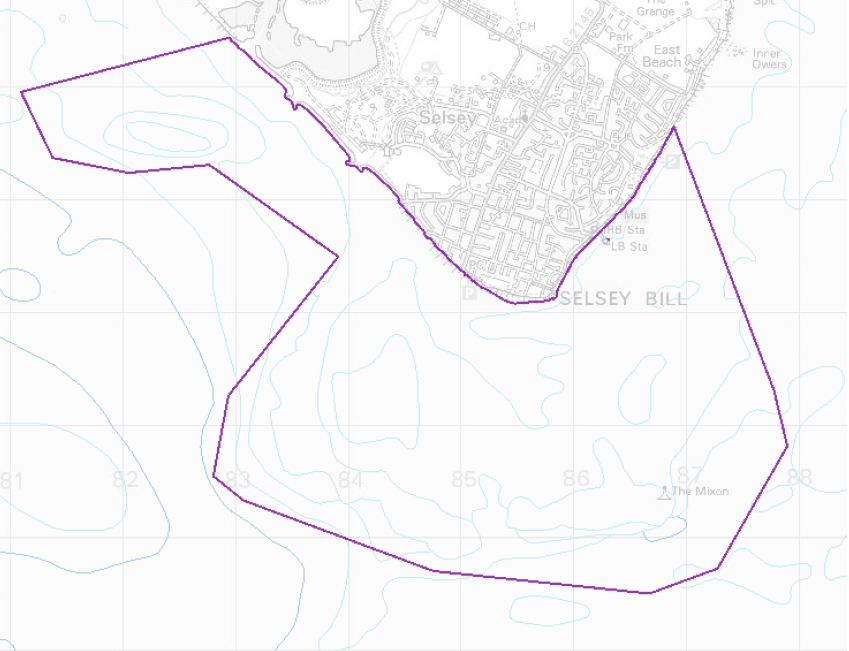 The
Grange
Spit
CH
B 2145
Park
Fm
East
Beach
Inner
Owers
Selsey
Acad
P
Mus
IRB Sta
LB Sta
P
SELSEY BILL
81
82
83
84
85
86
87
88
The Mixon